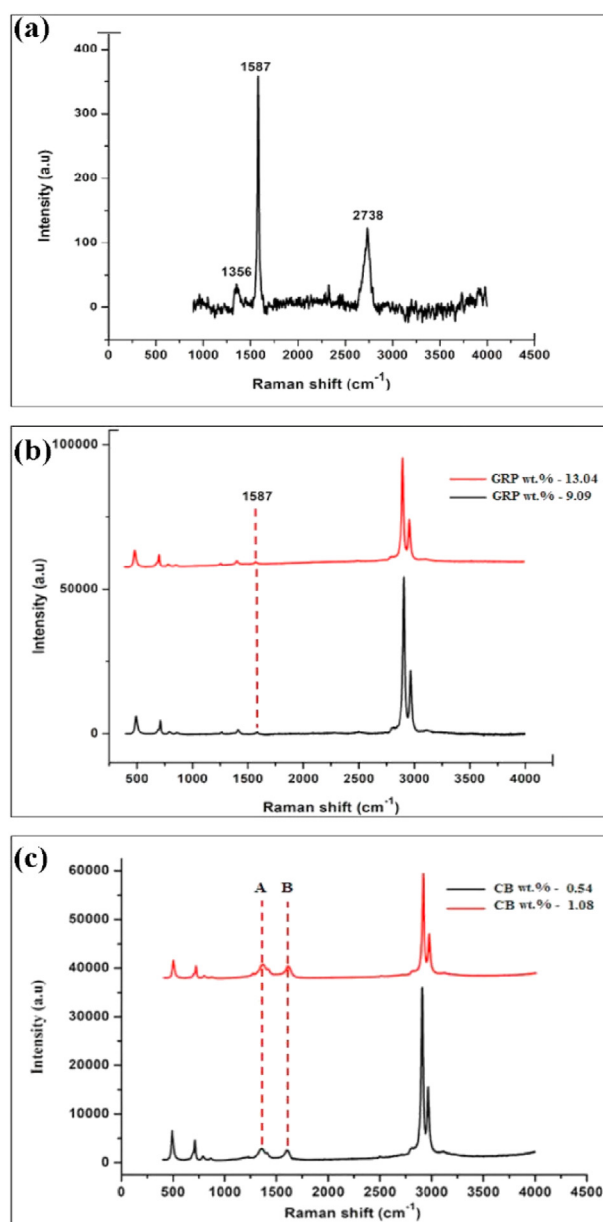 (a)
400
300
200
100
0
1587
1356
2738
0 500 1000 1500 2000 2500 3000 3500 4000 4500
Intensity (a.u)
Raman shift (cm-1)
(b)
100000
50000
0
1587
GRP wt.% - 13.04
GRP wt.% - 9.09
500 1000 1500 2000 2500 3000 3500 4000
Intensity (a.u)
Raman shift (cm-1)
(c)
60000
50000
40000
30000
20000
10000
0
A B
CB wt.% - 0.54
CB wt.% - 1.08
0 500 1000 1500 2000 2500 3000 3500 4000 4500
Intensity (a.u)
Raman shift (cm-1)